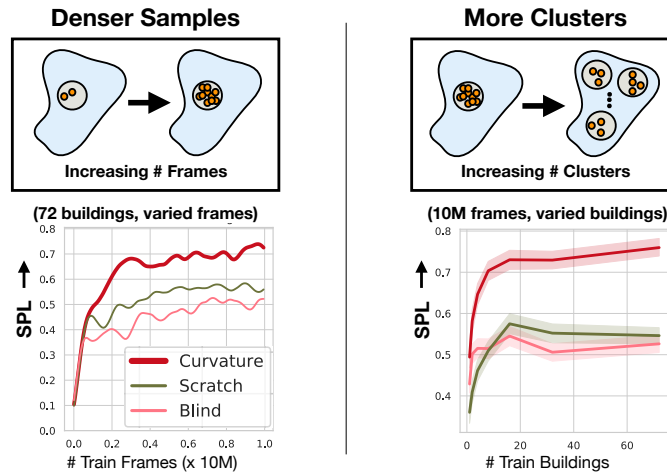 Denser Samples
Increasing # Frames
(72 buildings, varied frames)
SPL
0.8
0.7
0.6
0.5
0.4
0.3
0.2
0.1
0.0
Curvature
Scratch
Blind
0.0 0.2 0.4 0.6 0.8 1.0
# Train Frames (x 10M)
More Clusters
Increasing # Clusters
(10M frames, varied buildings)
SPL
0.8
0.7
0.6
0.5
0.4
0 20 40 60
# Train Buildings